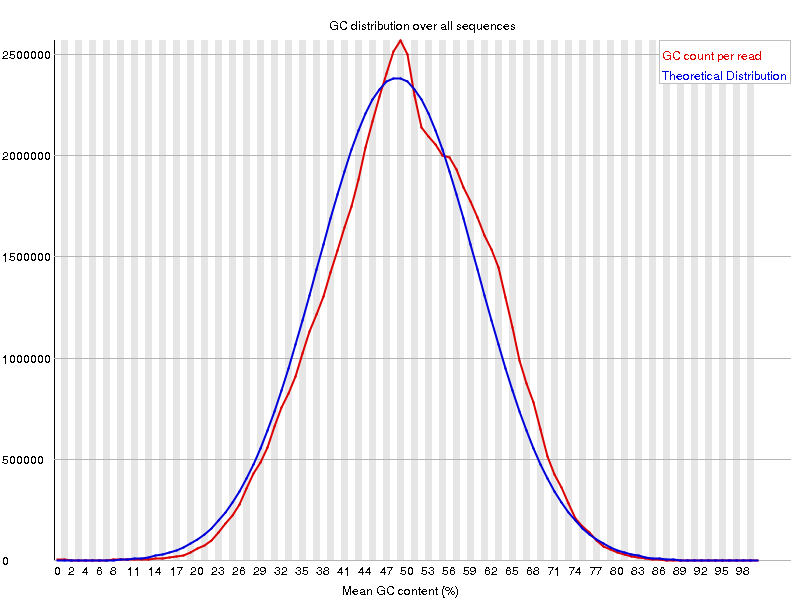 GC distribution over all sequences
GC count per read
Theoretical Distribution
2500000
2000000
1500000
1000000
500000
0
0 2 4 6 8 11 14 17 20 23 26 29 32 35 38 41 44 47 50 53 56 59 62 65 68 71 74 77 80 83 86 89 92 95 98
Mean GC content (%)